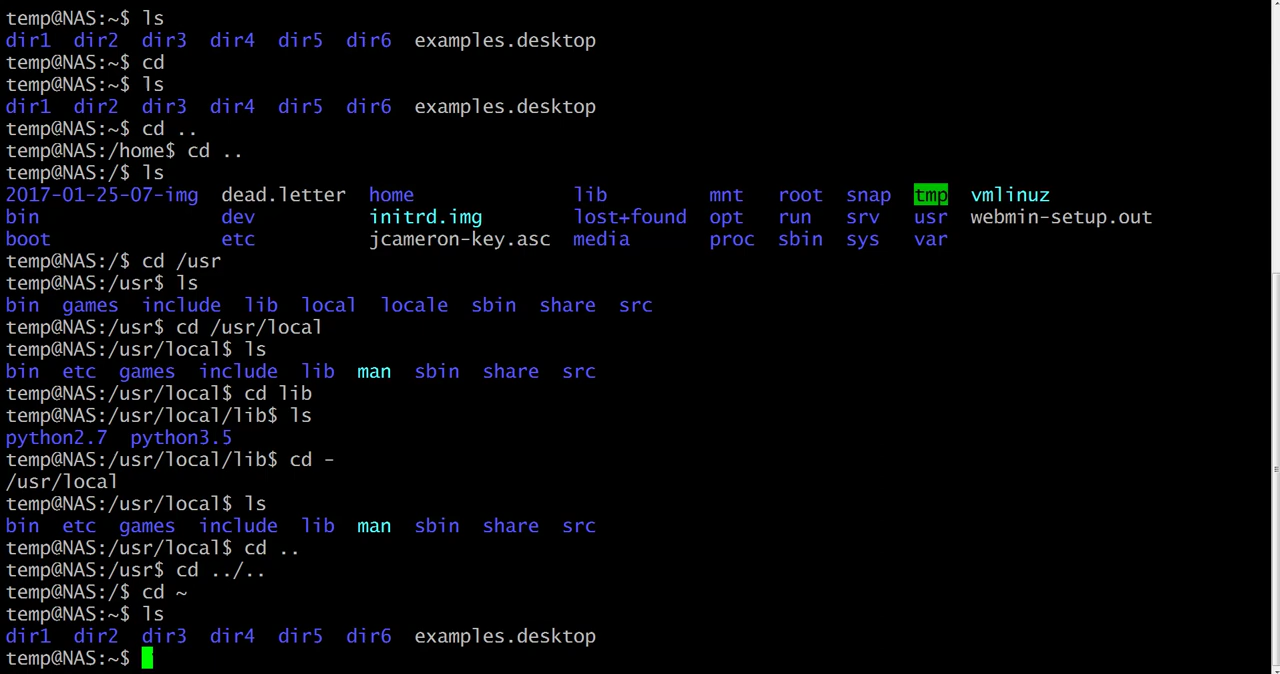 temp@NAS:~$ ls
dir1  dir2  dir3  dir4  dir5  dir6  examples.desktop
temp@NAS:~$ cd
temp@NAS:~$ ls
dir1  dir2  dir3  dir4  dir5  dir6  examples.desktop
temp@NAS:~$ cd ..
temp@NAS:/home$ cd ..
temp@NAS:/$ ls
2017-01-25-07-img  dead.letter  home              lib         mnt   root  snap  tmp  vmlinuz
bin                dev          initrd.img        lost+found  opt   run   srv   usr  webmin-setup.out
boot               etc          jcameron-key.asc  media       proc  sbin  sys   var
temp@NAS:/$ cd /usr
temp@NAS:/usr$ ls
bin  games  include  lib  local  locale  sbin  share  src
temp@NAS:/usr$ cd /usr/local
temp@NAS:/usr/local$ ls
bin  etc  games  include  lib  man  sbin  share  src
temp@NAS:/usr/local$ cd lib
temp@NAS:/usr/local/lib$ ls
python2.7  python3.5
temp@NAS:/usr/local/lib$ cd -
/usr/local
temp@NAS:/usr/local$ ls
bin  etc  games  include  lib  man  sbin  share  src
temp@NAS:/usr/local$ cd ..
temp@NAS:/usr$ cd ../..
temp@NAS:/$ cd ~
temp@NAS:~$ ls
dir1  dir2  dir3  dir4  dir5  dir6  examples.desktop
temp@NAS:~$